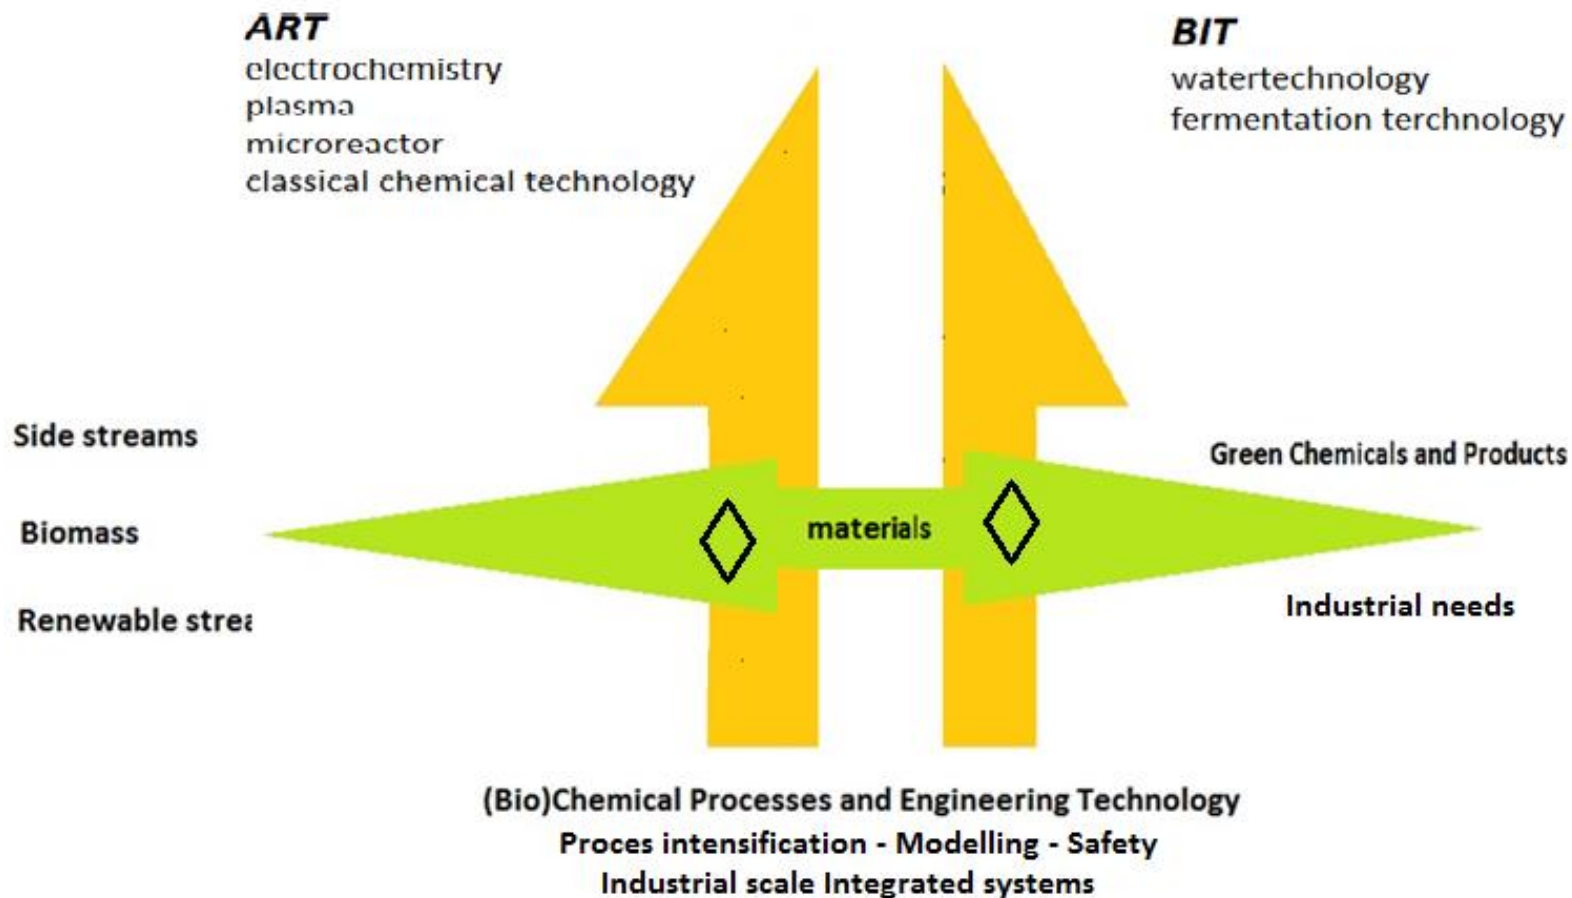 ART
electrochemistry
plasma
microreactor
classical chemical technology
BIT
watertechnology
fermentation terchnology
Side streams
Biomass
Renewable strea
materials
Green Chemicals and Products
Industrial needs
(Bio)Chemical Processes and Engineering Technology
Proces intensification - Modelling - Safety
Industrial scale Integrated systems